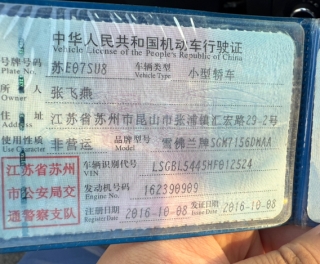 中华人民共和国机动车行驶证
Vehicle License of the People's Republic of China
号牌号码 苏E07SU8 车辆类型 小型轿车
Plate No. Vehicle Type
所有人 张飞燕
Owner
住址 江苏省苏州市昆山市张浦镇汇宏路29-2号
Address
使用性质 非营运 品牌型号 雪佛兰牌SGM7156DMAA
Use Character Model
江苏省苏州市公安局交通警察支队
车辆识别代号 LSGBL5445HF012524
VIN
发动机号码 162390909
Engine No.
注册日期 2016-10-08 发证日期 2016-10-08
Register Date Issue Date